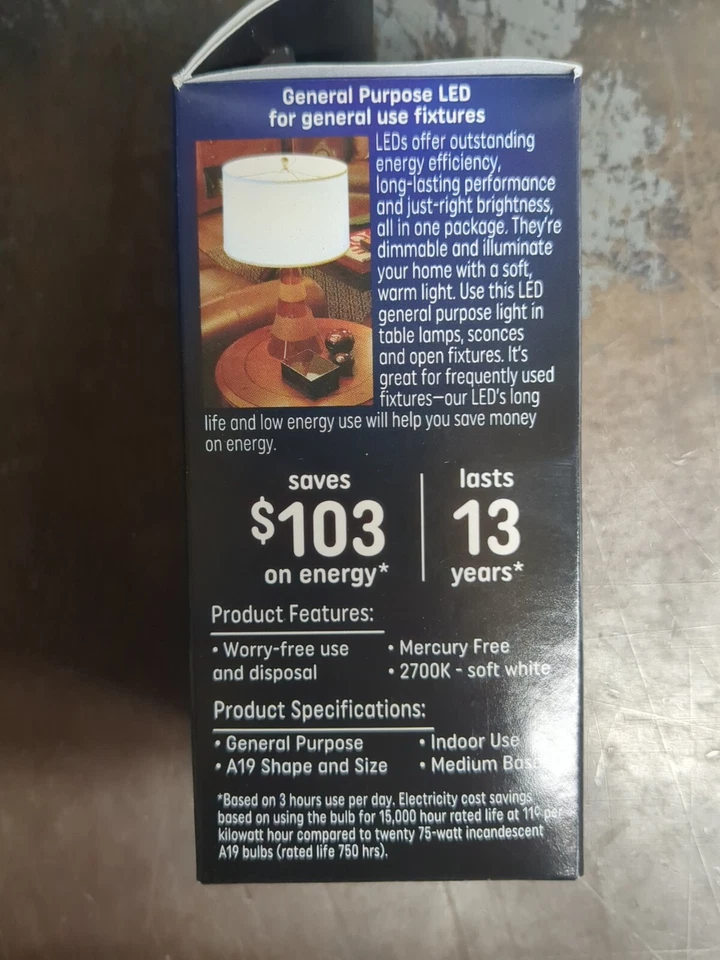 General Purpose LED
for general use fixtures
LEDs offer outstanding
energy efficiency,
long-lasting performance
and just-right brightness,
all in one package. They're
dimmable and illuminate
your home with a soft,
warm light. Use this LED
general purpose light in
table lamps, sconces
and open fixtures. It's
great for frequently used
fixtures—our LED's long
life and low energy use will help you save money
on energy.
saves
$103
on energy*
lasts
13
years*
Product Features:
• Worry-free use
and disposal
• Mercury Free
• 2700K - soft white
Product Specifications:
• General Purpose
• A19 Shape and Size
• Indoor Use
• Medium Base
*Based on 3 hours use per day. Electricity cost savings
based on using the bulb for 15,000 hour rated life at 11¢ per
kilowatt hour compared to twenty 75-watt incandescent
A19 bulbs (rated life 750 hrs).